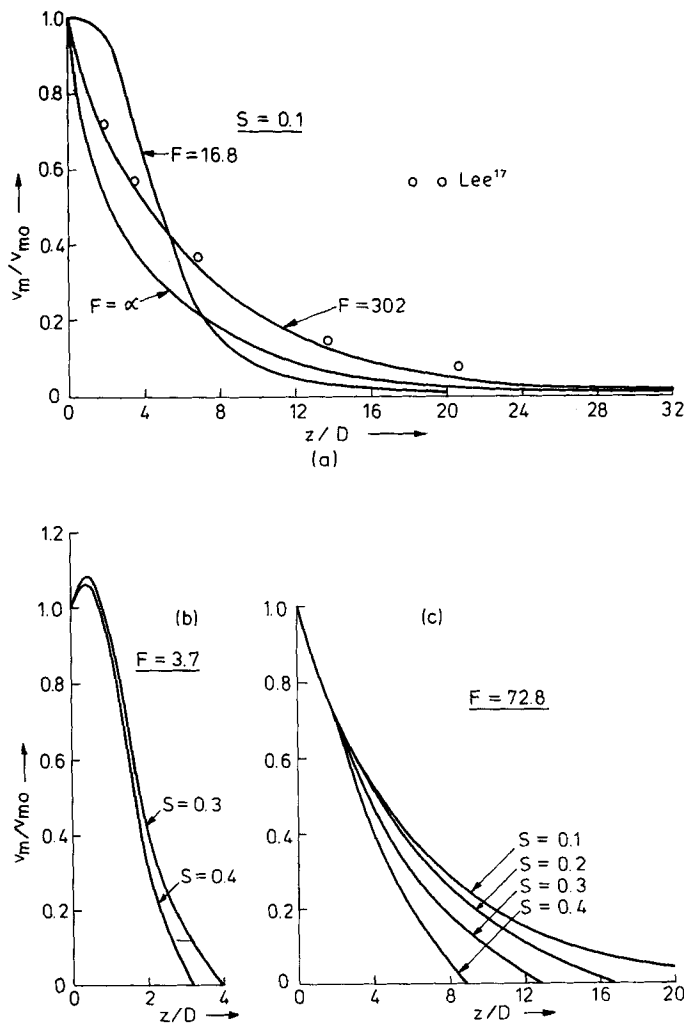 1.0
0.8
0.6
0.4
0.2
0
v_m/v_mo
S = 0.1
F = 16.8
o o Lee¹⁷
F = ∝
F = 302
0 4 8 12 16 20 24 28 32
z / D
(a)
1.2
1.0
0.8
0.6
0.4
0.2
0
v_m/v_mo
(b)
F = 3.7
S = 0.3
S = 0.4
0 2 4
z/D
1.0
0.8
0.6
0.4
0.2
0
(c)
F = 72.8
S = 0.1
S = 0.2
S = 0.3
S = 0.4
4 8 12 16 20
z/D